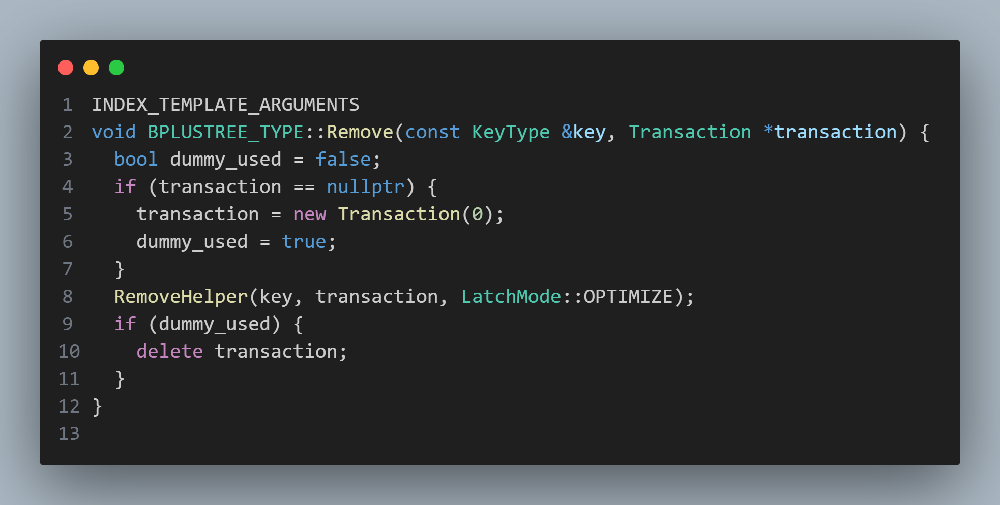 1 INDEX_TEMPLATE_ARGUMENTS
2 void BPLUSTREE_TYPE::Remove(const KeyType &key, Transaction *transaction) {
3   bool dummy_used = false;
4   if (transaction == nullptr) {
5     transaction = new Transaction(0);
6     dummy_used = true;
7   }
8   RemoveHelper(key, transaction, LatchMode::OPTIMIZE);
9   if (dummy_used) {
10     delete transaction;
11   }
12 }
13